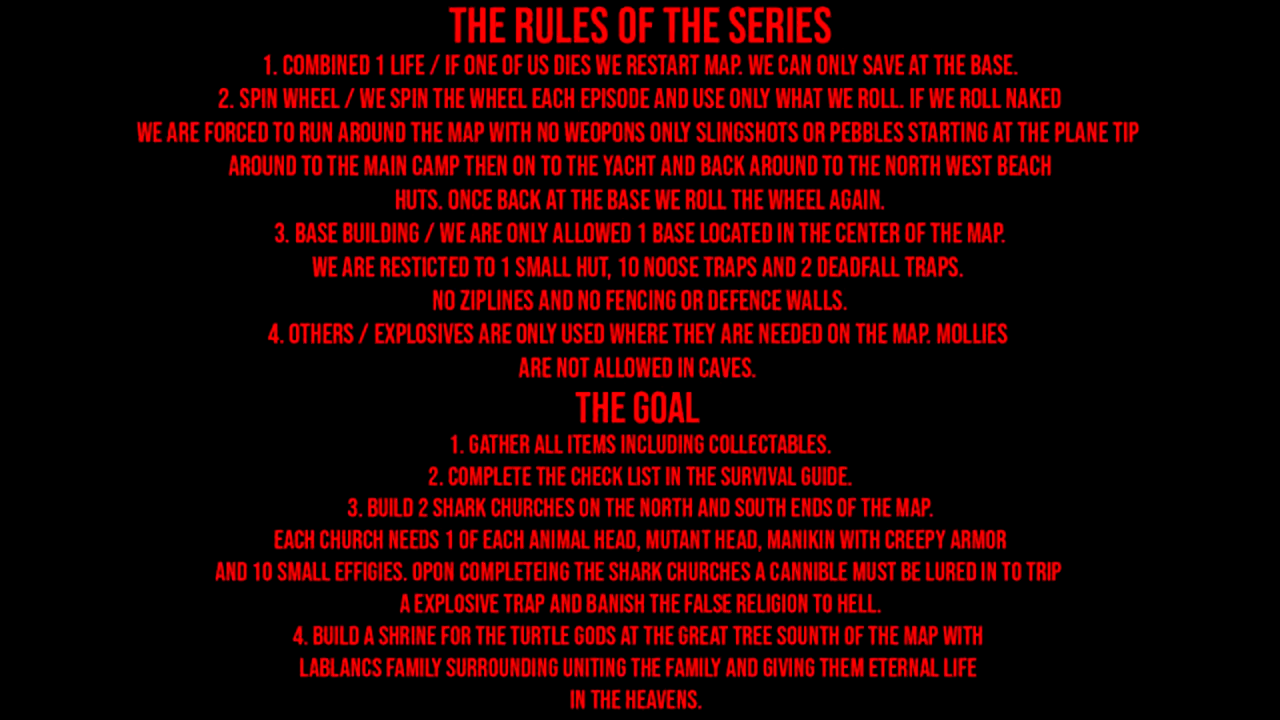 THE RULES OF THE SERIES
1. COMBINED 1 LIFE / IF ONE OF US DIES WE RESTART MAP. WE CAN ONLY SAVE AT THE BASE.
2. SPIN WHEEL / WE SPIN THE WHEEL EACH EPISODE AND USE ONLY WHAT WE ROLL. IF WE ROLL NAKED
WE ARE FORCED TO RUN AROUND THE MAP WITH NO WEOPONS ONLY SLINGSHOTS OR PEBBLES STARTING AT THE PLANE TIP
AROUND TO THE MAIN CAMP THEN ON TO THE YACHT AND BACK AROUND TO THE NORTH WEST BEACH
HUTS. ONCE BACK AT THE BASE WE ROLL THE WHEEL AGAIN.
3. BASE BUILDING / WE ARE ONLY ALLOWED 1 BASE LOCATED IN THE CENTER OF THE MAP.
WE ARE RESTICTED TO 1 SMALL HUT, 10 NOOSE TRAPS AND 2 DEADFALL TRAPS.
NO ZIPLINES AND NO FENCING OR DEFENCE WALLS.
4. OTHERS / EXPLOSIVES ARE ONLY USED WHERE THEY ARE NEEDED ON THE MAP. MOLLIES
ARE NOT ALLOWED IN CAVES.
THE GOAL
1. GATHER ALL ITEMS INCLUDING COLLECTABLES.
2. COMPLETE THE CHECK LIST IN THE SURVIVAL GUIDE.
3. BUILD 2 SHARK CHURCHES ON THE NORTH AND SOUTH ENDS OF THE MAP.
EACH CHURCH NEEDS 1 OF EACH ANIMAL HEAD, MUTANT HEAD, MANIKIN WITH CREEPY ARMOR
AND 10 SMALL EFFIGIES. OPON COMPLETEING THE SHARK CHURCHES A CANNIBLE MUST BE LURED IN TO TRIP
A EXPLOSIVE TRAP AND BANISH THE FALSE RELIGION TO HELL.
4. BUILD A SHRINE FOR THE TURTLE GODS AT THE GREAT TREE SOUNTH OF THE MAP WITH
LABLANCS FAMILY SURROUNDING UNITING THE FAMILY AND GIVING THEM ETERNAL LIFE
IN THE HEAVENS.